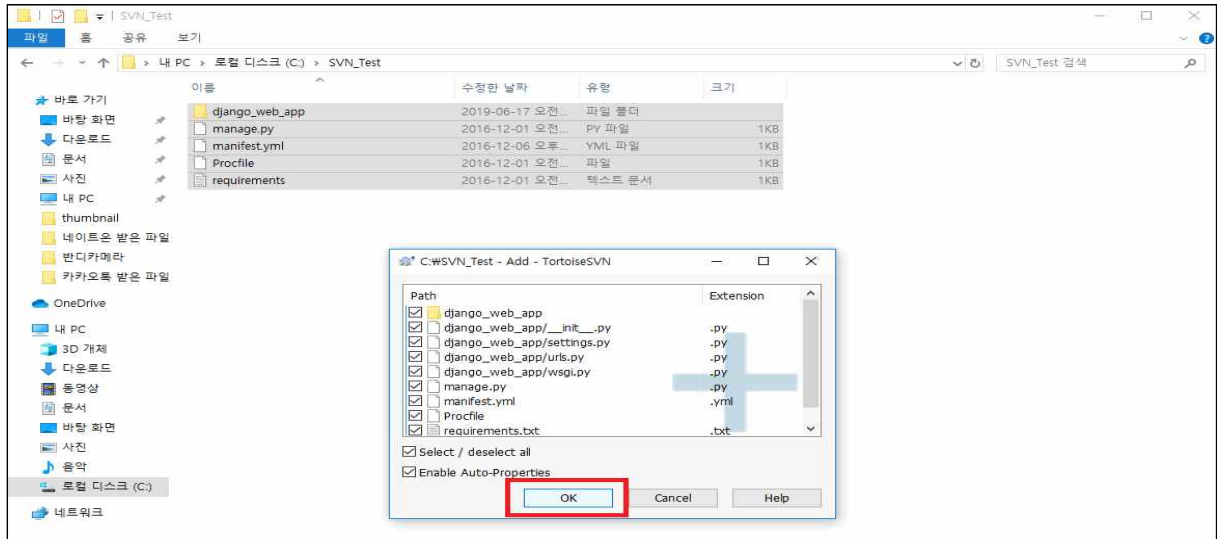 SVN_Test
파일 홈 공유 보기
내 PC › 로컬 디스크 (C:) › SVN_Test
SVN_Test 검색
이름 수정한 날짜 유형 크기
바로 가기
바탕 화면
다운로드
문서
사진
내 PC
thumbnail
네이트온 받은 파일
반디카메라
카카오톡 받은 파일
OneDrive
내 PC
3D 개체
다운로드
동영상
문서
바탕 화면
사진
음악
로컬 디스크 (C:)
네트워크
django_web_app 2019-06-17 오전... 파일 폴더
manage.py 2016-12-01 오전... PY 파일 1KB
manifest.yml 2016-12-06 오후... YML 파일 1KB
Procfile 2016-12-01 오전... 파일 1KB
requirements 2016-12-01 오전... 텍스트 문서 1KB
C:₩SVN_Test - Add - TortoiseSVN
Path Extension
django_web_app
django_web_app/__init__.py .py
django_web_app/settings.py .py
django_web_app/urls.py .py
django_web_app/wsgi.py .py
manage.py .py
manifest.yml .yml
Procfile
requirements.txt .txt
Select / deselect all
Enable Auto-Properties
OK Cancel Help